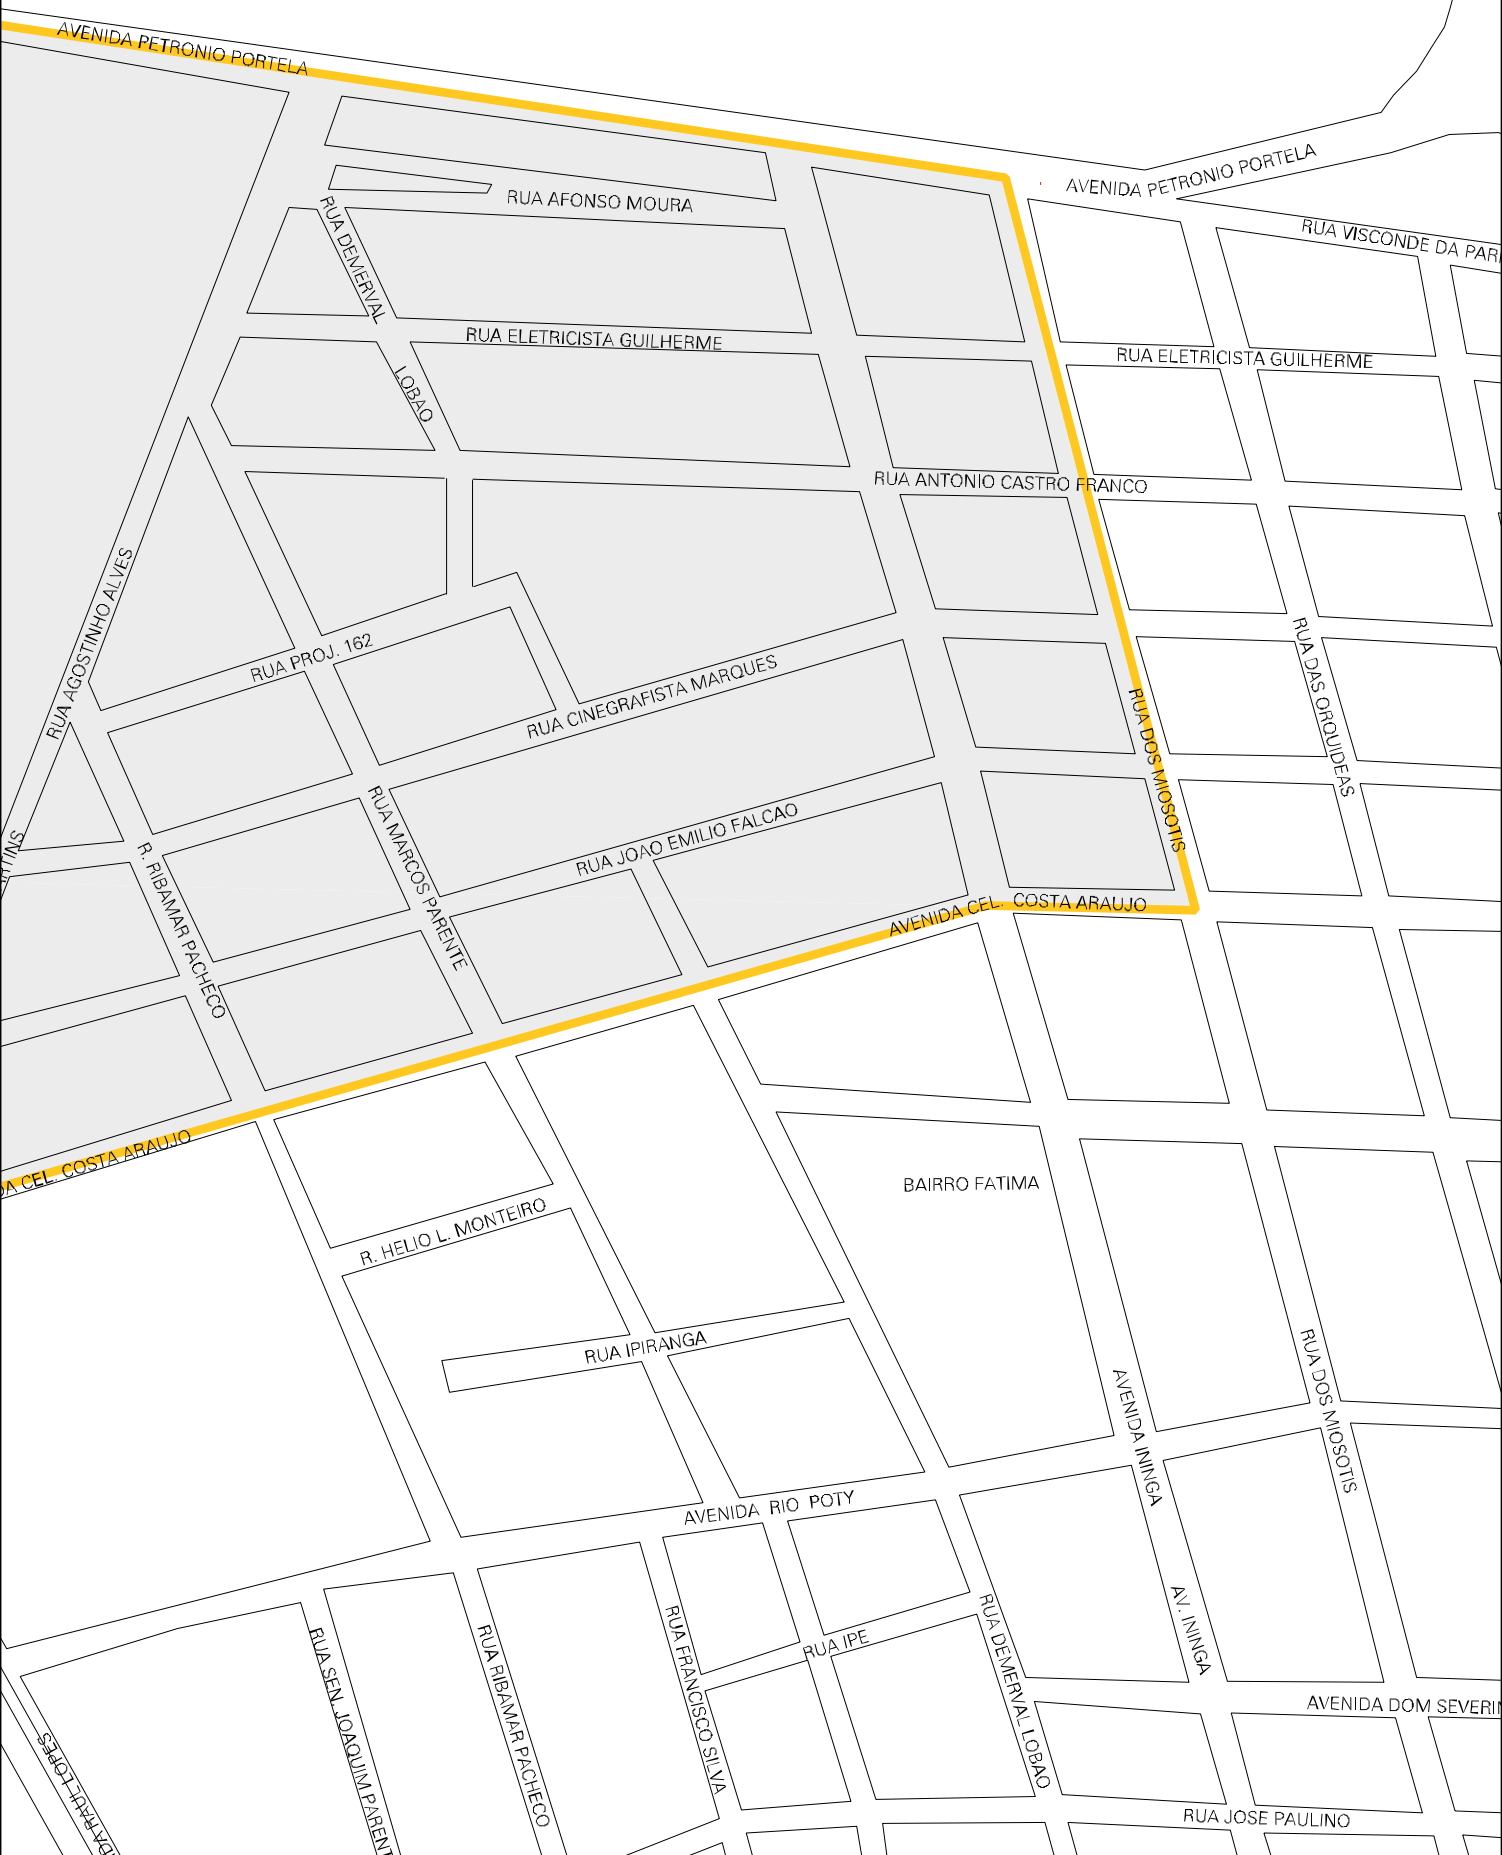 AVENIDA PETRONIO PORTELA
AVENIDA PETRONIO PORTELA
RUA AFONSO MOURA
RUA VISCONDE DA
RUA DEMERVAL
LOBAO
RUA ELETRICISTA GUILHERME
RUA ELETRICISTA GUILHERME
RUA ANTONIO CASTRO FRANCO
RUA AGOSTINHO ALVES
RUA PROJ. 162
RUA CINEGRAFISTA MARQUES
RUA DAS ORQUIDEAS
RUA DOS MIOSOTIS
RUA MARCOS PARENTE
RUA JOAO EMILIO FALCAO
R. RIBAMAR PACHECO
AVENIDA CEL. COSTA ARAUJO
CEL. COSTA ARAUJO
BAIRRO FATIMA
R. HELIO L. MONTEIRO
RUA IPIRANGA
AVENIDA ININGA
RUA DOS MIOSOTIS
AVENIDA RIO POTY
RUA IPE
AV. ININGA
RUA DEMERVAL LOBAO
RUA FRANCISCO SILVA
RUA RIBAMAR PACHECO
RUA SEN. JOAQUIM PARENT
RAUL LOPES
AVENIDA DOM SEVERI
RUA JOSE PAULINO